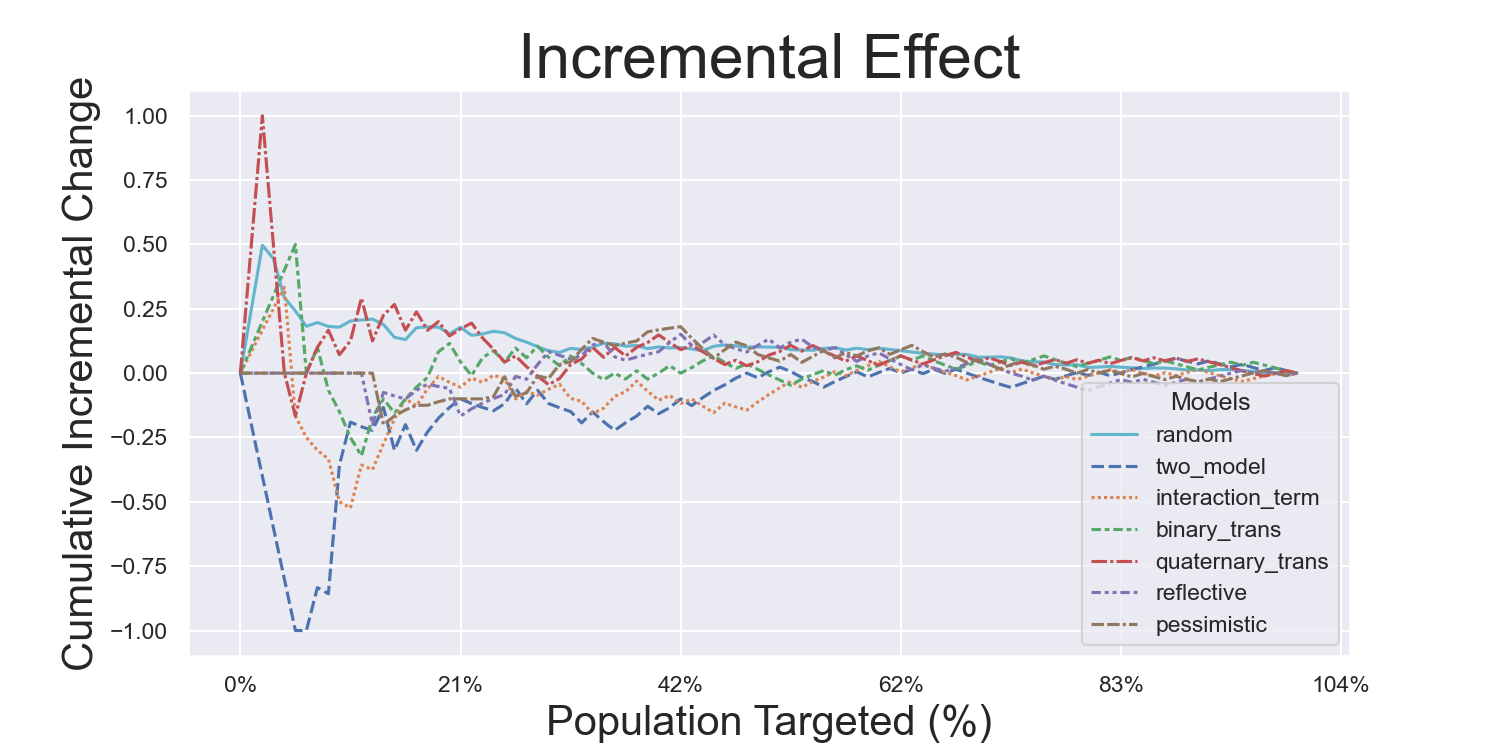 Incremental Effect
Cumulative Incremental Change
1.00
0.75
0.50
0.25
0.00
−0.25
−0.50
−0.75
−1.00
Models
random
two_model
interaction_term
binary_trans
quaternary_trans
reflective
pessimistic
0%
21%
42%
62%
83%
104%
Population Targeted (%)